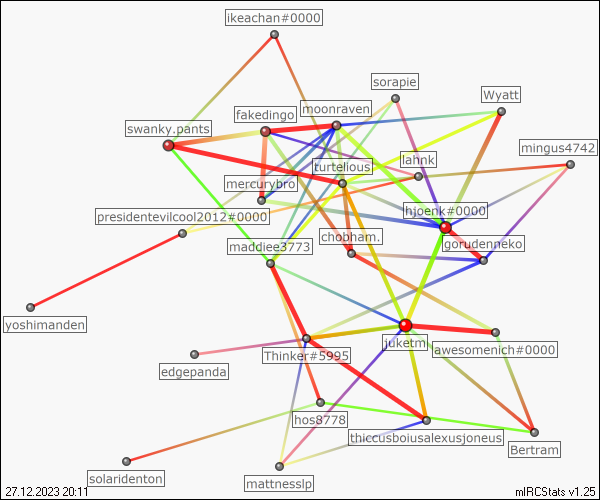 ikeachan#0000
sorapie
Wyatt
fakedingo
moonraven
swanky.pants
mingus4742
lahnk
turtelious
mercurybro
hjoenk#0000
presidentevilcool2012#0000
chobham.
maddiee3773
gorudenneko
yoshimanden
juketm
awesomenich#0000
Thinker#5995
edgepanda
hos8778
thiccusboiusalexusjoneus
Bertram
solaridenton
mattnesslp
27.12.2023 20:11
mIRCStats v1.25